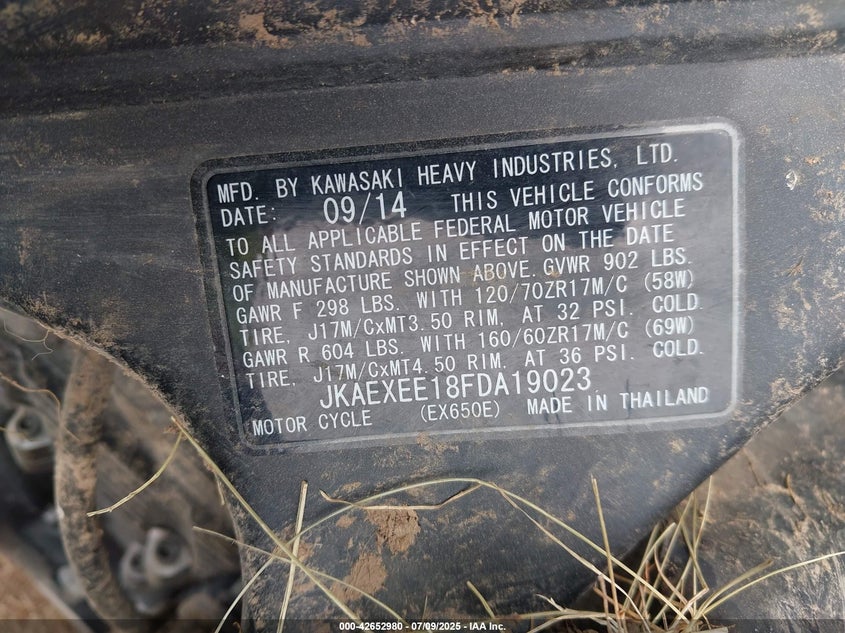 MFD. BY KAWASAKI HEAVY INDUSTRIES, LTD.
DATE: 09/14 THIS VEHICLE CONFORMS
TO ALL APPLICABLE FEDERAL MOTOR VEHICLE
SAFETY STANDARDS IN EFFECT ON THE DATE
OF MANUFACTURE SHOWN ABOVE. GVWR 902 LBS.
GAWR F 298 LBS. WITH 120/70ZR17M/C (58W)
TIRE, J17M/CxMT3.50 RIM, AT 32 PSI. COLD.
GAWR R 604 LBS. WITH 160/60ZR17M/C (69W)
TIRE, J17M/CxMT4.50 RIM, AT 36 PSI. COLD.
JKAEXEE18FDA19023
MOTOR CYCLE (EX650E) MADE IN THAILAND
000-42652980 - 07/09/2025 - IAA Inc.